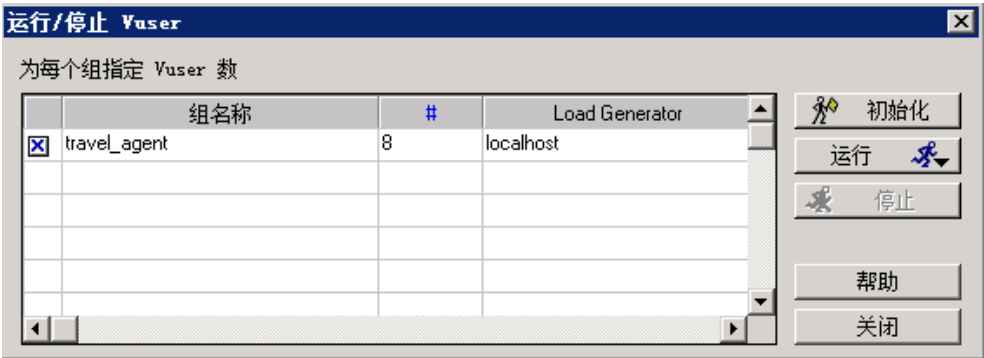 运行/停止 Vuser
为每个组指定 Vuser 数
组名称 # Load Generator
travel_agent 8 localhost
初始化
运行
停止
帮助
关闭